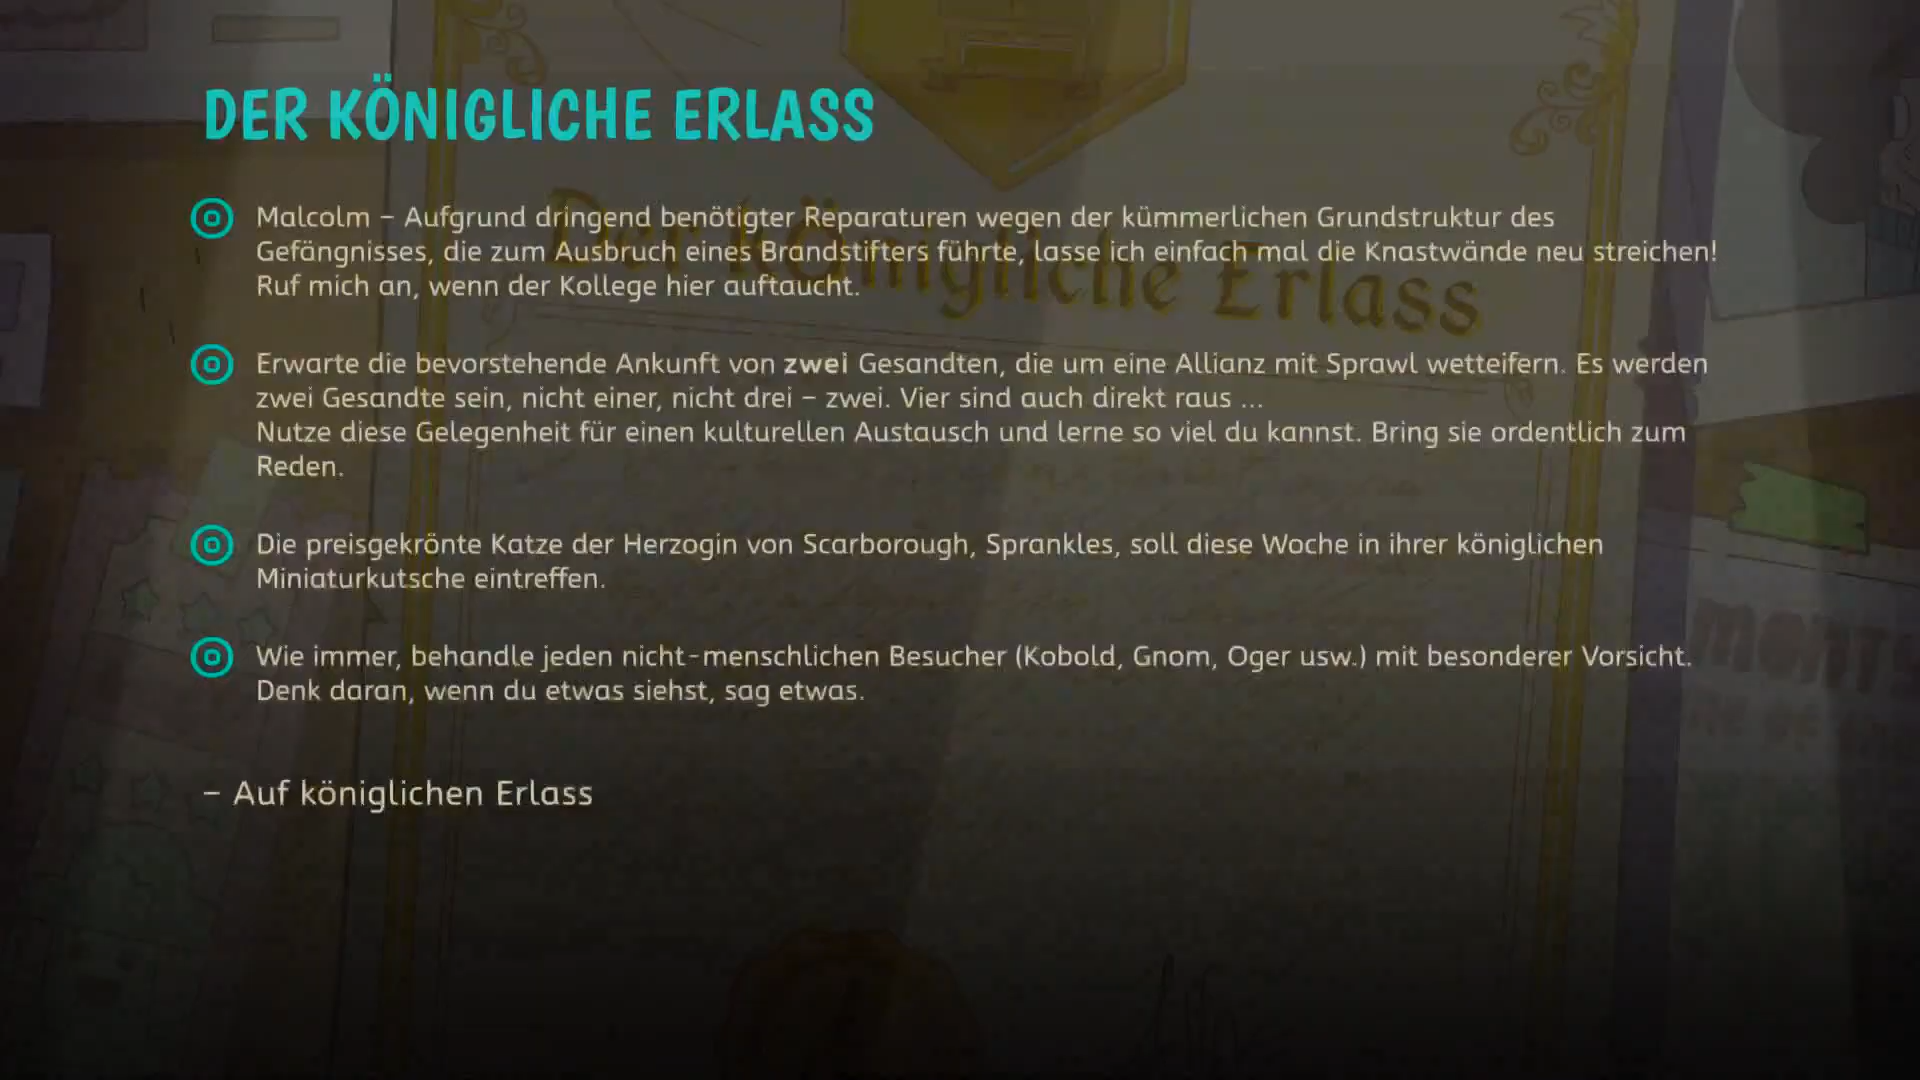 DER KÖNIGLICHE ERLASS
Malcolm – Aufgrund dringend benötigter Reparaturen wegen der kümmerlichen Grundstruktur des
Gefängnisses, die zum Ausbruch eines Brandstifters führte, lasse ich einfach mal die Knastwände neu streichen!
Ruf mich an, wenn der Kollege hier auftaucht.
Der Königliche Erlass
Erwarte die bevorstehende Ankunft von zwei Gesandten, die um eine Allianz mit Sprawl wetteifern. Es werden
zwei Gesandte sein, nicht einer, nicht drei – zwei. Vier sind auch direkt raus ...
Nutze diese Gelegenheit für einen kulturellen Austausch und lerne so viel du kannst. Bring sie ordentlich zum
Reden.
Die preisgekrönte Katze der Herzogin von Scarborough, Sprankles, soll diese Woche in ihrer königlichen
Miniaturkutsche eintreffen.
Wie immer, behandle jeden nicht-menschlichen Besucher (Kobold, Gnom, Oger usw.) mit besonderer Vorsicht.
Denk daran, wenn du etwas siehst, sag etwas.
– Auf königlichen Erlass